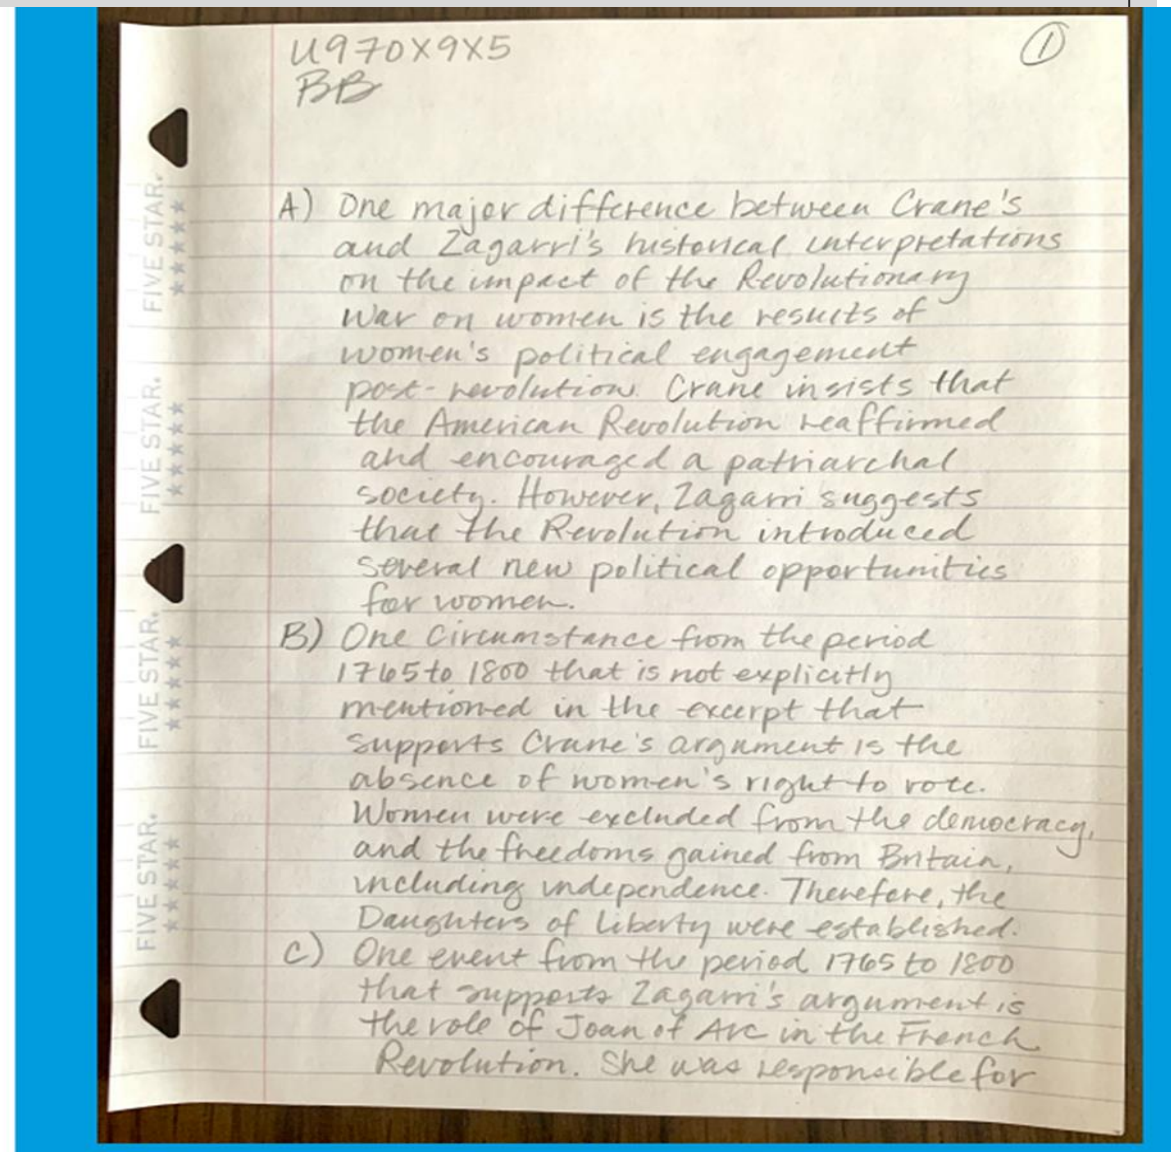 U970X9X5
①
BB
A) One major difference between Crane's
and Zagarri's historical interpretations
on the impact of the Revolutionary
War on women is the results of
women's political engagement
post-revolution. Crane insists that
the American Revolution reaffirmed
and encouraged a patriarchal
society. However, Zagarri suggests
that the Revolution introduced
several new political opportunities
for women.
B) One circumstance from the period
1765 to 1800 that is not explicitly
mentioned in the excerpt that
supports Crane's argument is the
absence of women's right to vote.
Women were excluded from the democracy,
and the freedoms gained from Britain,
including independence. Therefore, the
Daughters of Liberty were established.
C) One event from the period 1765 to 1800
that supports Zagarri's argument is
the role of Joan of Arc in the French
Revolution. She was responsible for
FIVE STAR.
★★★★★
FIVE STAR.
★★★★★
FIVE STAR.
★★★★★
FIVE STAR.
★★★★★